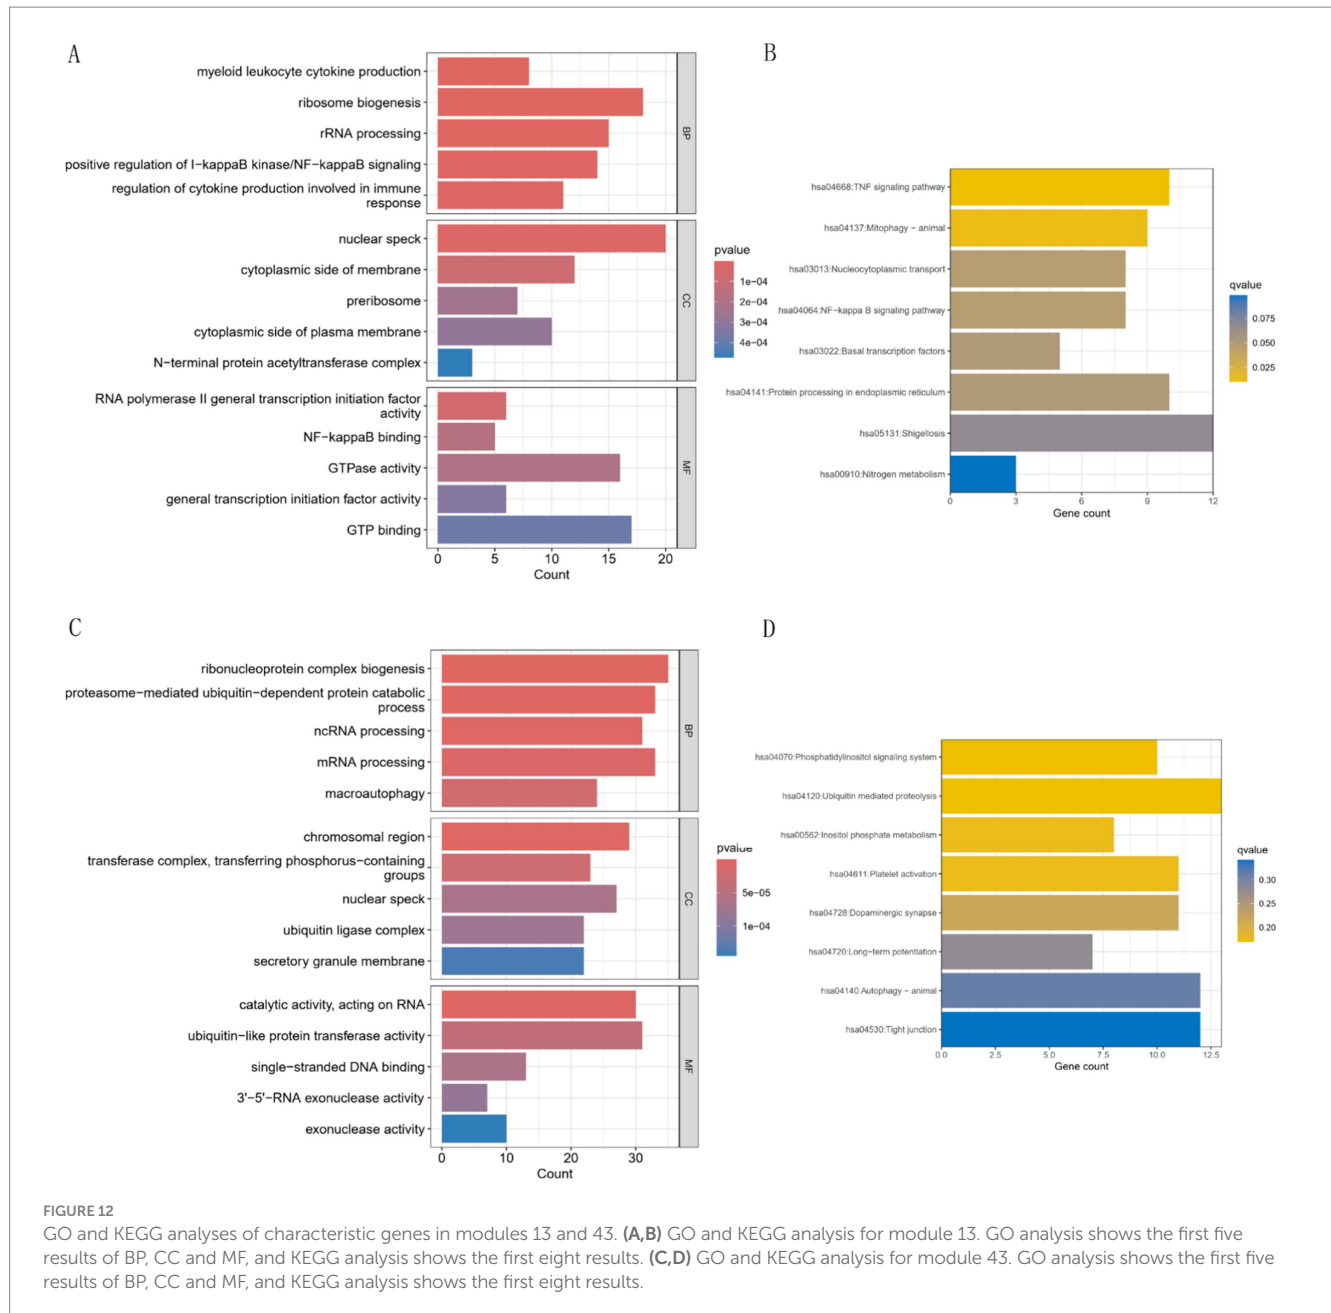 A
myeloid leukocyte cytokine production
ribosome biogenesis
rRNA processing
positive regulation of I−kappaB kinase/NF−kappaB signaling
regulation of cytokine production involved in immune
response
BP
nuclear speck
cytoplasmic side of membrane
preribosome
cytoplasmic side of plasma membrane
N−terminal protein acetyltransferase complex
CC
RNA polymerase II general transcription initiation factor
activity
NF−kappaB binding
GTPase activity
general transcription initiation factor activity
GTP binding
MF
0 5 10 15 20
Count
pvalue
1e−04
2e−04
3e−04
4e−04
B
hsa04668:TNF signaling pathway
hsa04137:Mitophagy − animal
hsa03013:Nucleocytoplasmic transport
hsa04064:NF−kappa B signaling pathway
hsa03022:Basal transcription factors
hsa04141:Protein processing in endoplasmic reticulum
hsa05131:Shigellosis
hsa00910:Nitrogen metabolism
0 3 6 9 12
Gene count
qvalue
0.075
0.050
0.025
C
ribonucleoprotein complex biogenesis
proteasome−mediated ubiquitin−dependent protein catabolic
process
ncRNA processing
mRNA processing
macroautophagy
BP
chromosomal region
transferase complex, transferring phosphorus−containing
groups
nuclear speck
ubiquitin ligase complex
secretory granule membrane
CC
catalytic activity, acting on RNA
ubiquitin−like protein transferase activity
single−stranded DNA binding
3'−5'−RNA exonuclease activity
exonuclease activity
MF
0 10 20 30
Count
pvalue
5e−05
1e−04
D
hsa04070:Phosphatidylinositol signaling system
hsa04120:Ubiquitin mediated proteolysis
hsa00562:Inositol phosphate metabolism
hsa04611:Platelet activation
hsa04728:Dopaminergic synapse
hsa04720:Long−term potentiation
hsa04140:Autophagy − animal
hsa04530:Tight junction
0.0 2.5 5.0 7.5 10.0 12.5
Gene count
qvalue
0.30
0.25
0.20
FIGURE 12
GO and KEGG analyses of characteristic genes in modules 13 and 43. (A,B) GO and KEGG analysis for module 13. GO analysis shows the first five
results of BP, CC and MF, and KEGG analysis shows the first eight results. (C,D) GO and KEGG analysis for module 43. GO analysis shows the first five
results of BP, CC and MF, and KEGG analysis shows the first eight results.